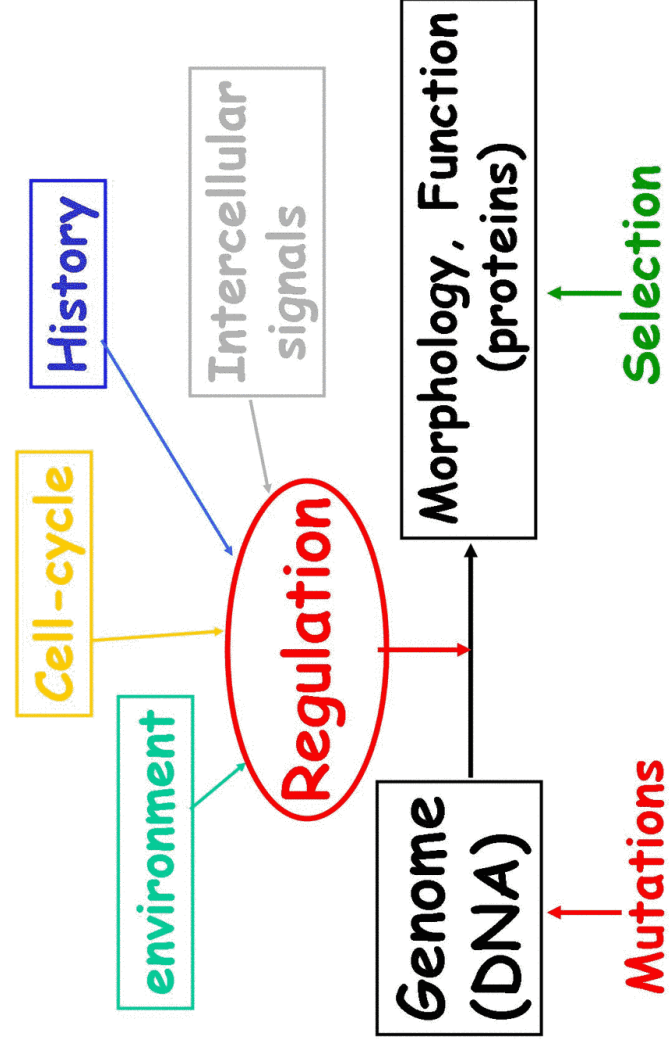 Cell-cycle
History
environment
Intercellular
signals
Regulation
Genome
(DNA)
Morphology, Function
(proteins)
Mutations
Selection